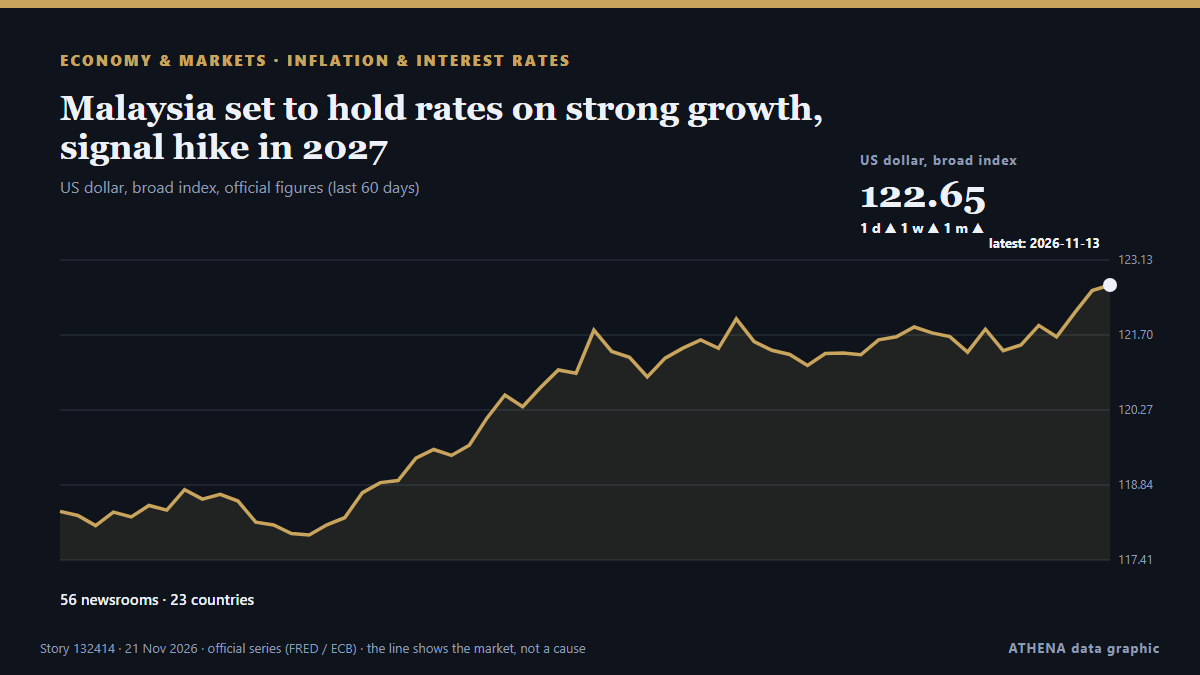 ECONOMY & MARKETS · INFLATION & INTEREST RATES
Malaysia set to hold rates on strong growth,
signal hike in 2027
US dollar, broad index, official figures (last 60 days)
US dollar, broad index
122.65
1 d ▲ 1 w ▲ 1 m ▲
latest: 2026-11-13
123.13
121.70
120.27
118.84
117.41
56 newsrooms · 23 countries
Story 132414 · 21 Nov 2026 · official series (FRED / ECB) · the line shows the market, not a cause
ATHENA data graphic